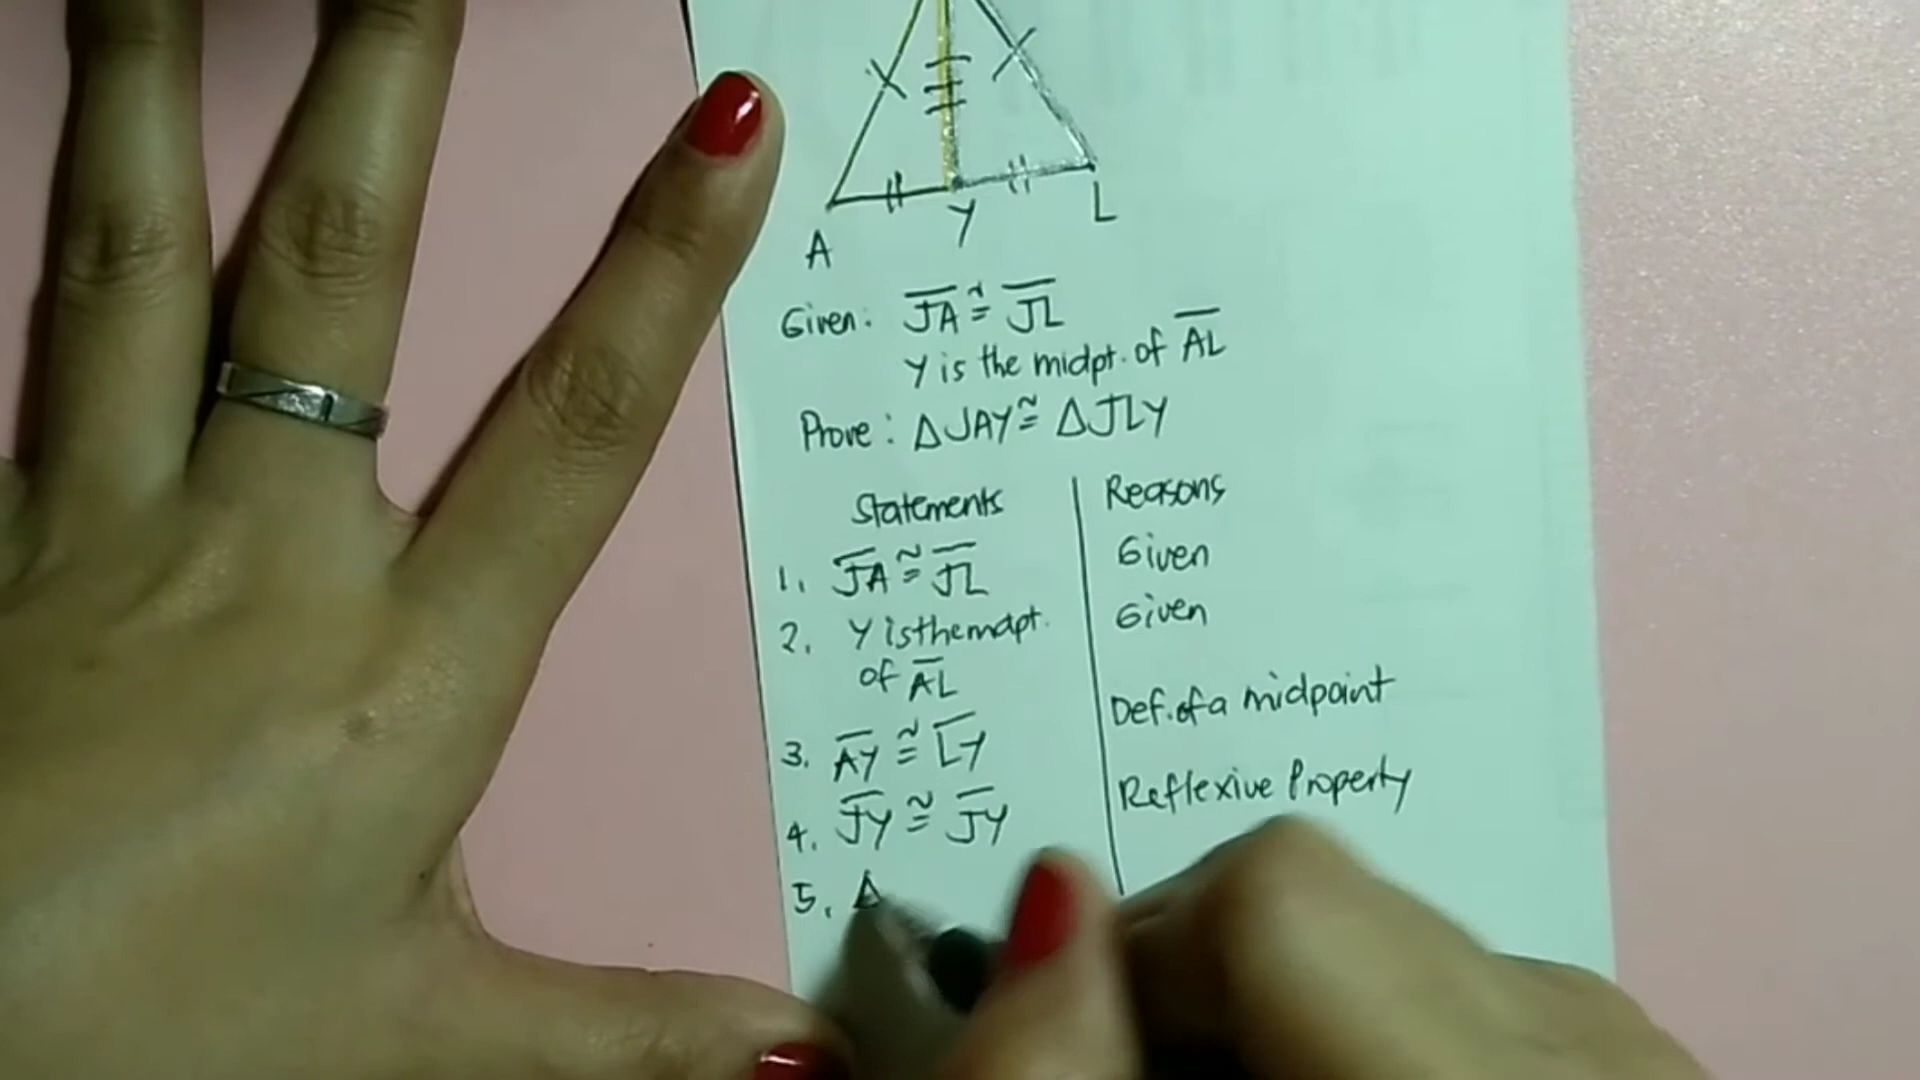 Y
L
A
Given: JA ≅ JL
Y is the midpt. of AL
Prove: ΔJAY ≅ ΔJLY
Statements Reasons
1. JA ≅ JL Given
2. Y is the mdpt. Given
of AL
3. AY ≅ LY Def. of a midpoint
4. JY ≅ JY Reflexive Property
5. Δ